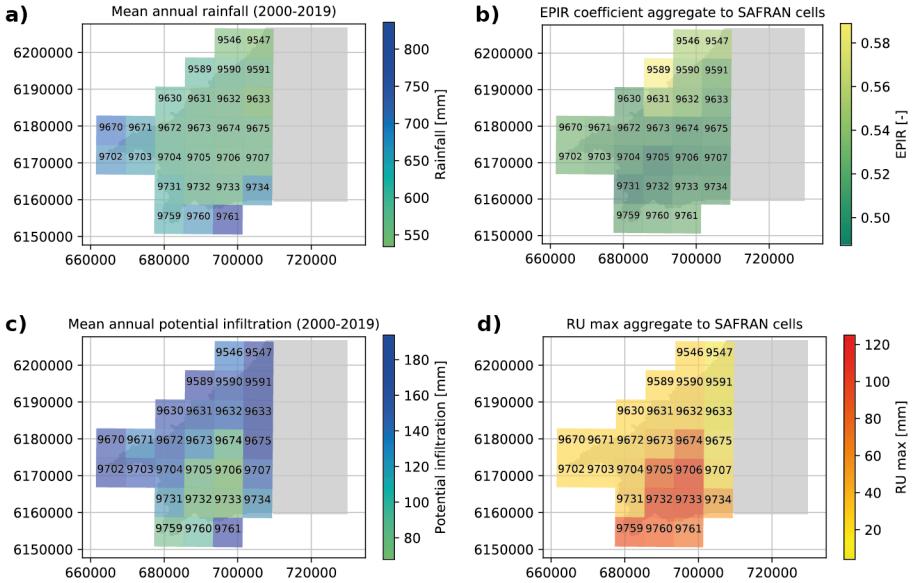 a)
Mean annual rainfall (2000-2019)
6200000
6190000
6180000
6170000
6160000
6150000
9546 9547
9589 9590 9591
9630 9631 9632 9633
9670 9671 9672 9673 9674 9675
9702 9703 9704 9705 9706 9707
9731 9732 9733 9734
9759 9760 9761
660000 680000 700000 720000
800
750
700
650
600
550
Rainfall [mm]
b)
EPIR coefficient aggregate to SAFRAN cells
6200000
6190000
6180000
6170000
6160000
6150000
9546 9547
9589 9590 9591
9630 9631 9632 9633
9670 9671 9672 9673 9674 9675
9702 9703 9704 9705 9706 9707
9731 9732 9733 9734
9759 9760 9761
660000 680000 700000 720000
0.58
0.56
0.54
0.52
0.50
EPIR [-]
c)
Mean annual potential infiltration (2000-2019)
6200000
6190000
6180000
6170000
6160000
6150000
9546 9547
9589 9590 9591
9630 9631 9632 9633
9670 9671 9672 9673 9674 9675
9702 9703 9704 9705 9706 9707
9731 9732 9733 9734
9759 9760 9761
660000 680000 700000 720000
180
160
140
120
100
80
Potential infiltration [mm]
d)
RU max aggregate to SAFRAN cells
6200000
6190000
6180000
6170000
6160000
6150000
9546 9547
9589 9590 9591
9630 9631 9632 9633
9670 9671 9672 9673 9674 9675
9702 9703 9704 9705 9706 9707
9731 9732 9733 9734
9759 9760 9761
660000 680000 700000 720000
120
100
80
60
40
20
RU max [mm]